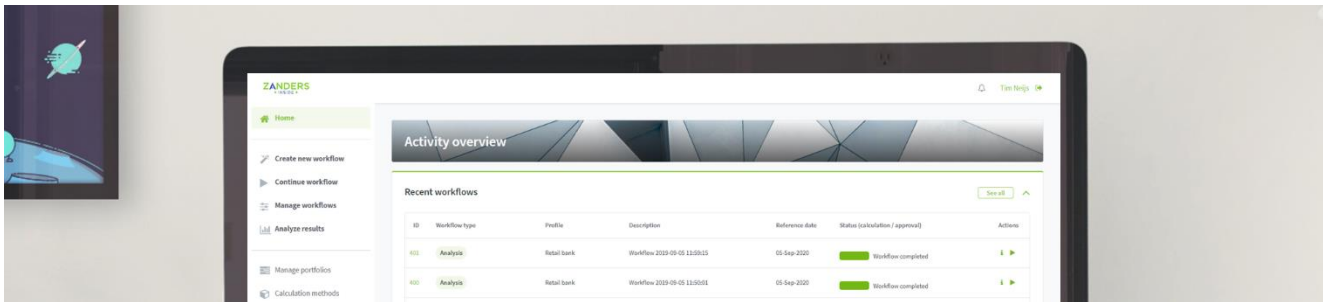 ZANDERS
Tim Neijs
Home
Activity overview
Create new workflow
Continue workflow
Manage workflows
Analyze results
Manage portfolios
Calculation methods
Recent workflows
See all
ID Workflow type Profile Description Reference date Status (calculation / approval) Actions
Analysis Retail bank Workflow 2019-09-05 11:59:15 05-Sep-2020 Workflow completed
Analysis Retail bank Workflow 2019-09-05 11:50:01 05-Sep-2020 Workflow completed